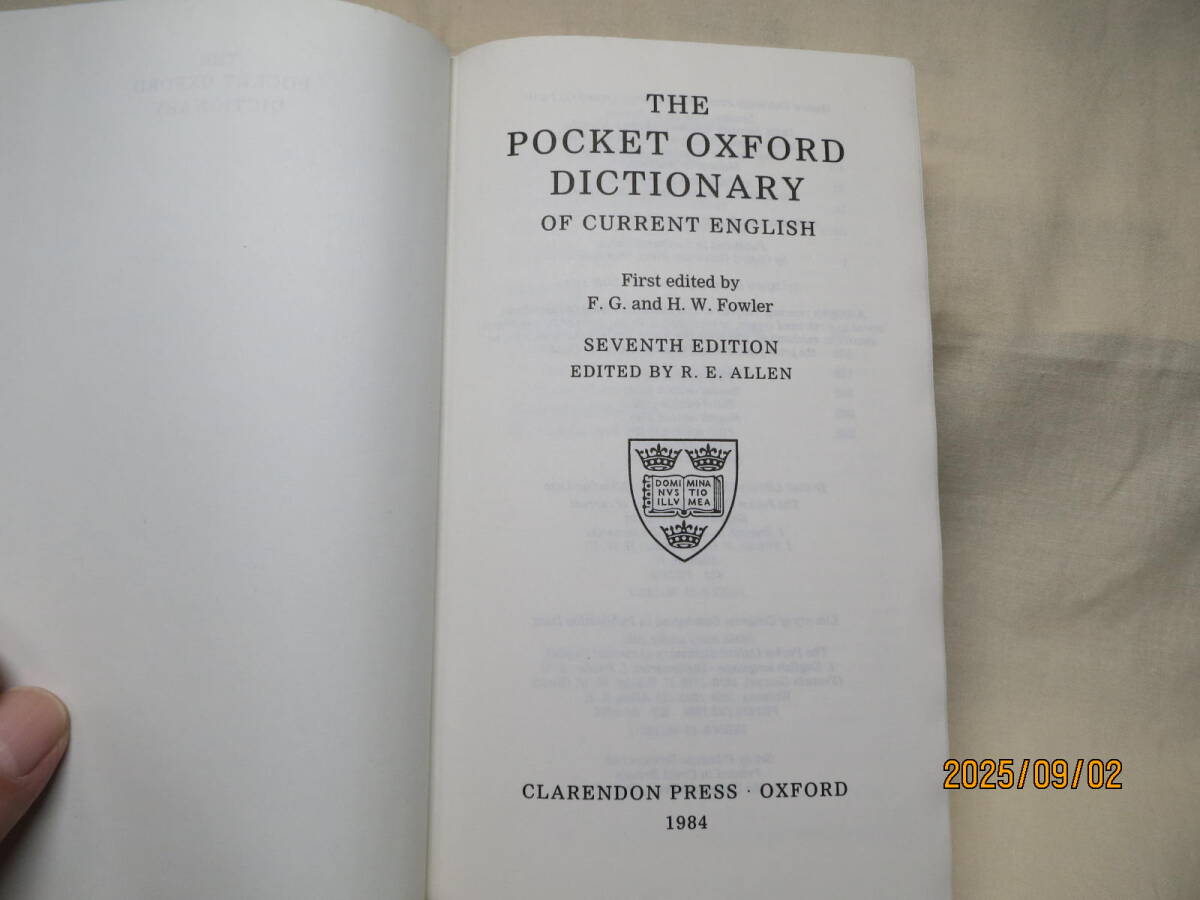 THE
POCKET OXFORD
DICTIONARY
OF CURRENT ENGLISH
First edited by
F. G. and H. W. Fowler
SEVENTH EDITION
EDITED BY R. E. ALLEN
DOMI MINA
NVS TIO
ILLV MEA
CLARENDON PRESS · OXFORD
1984
2025/09/02